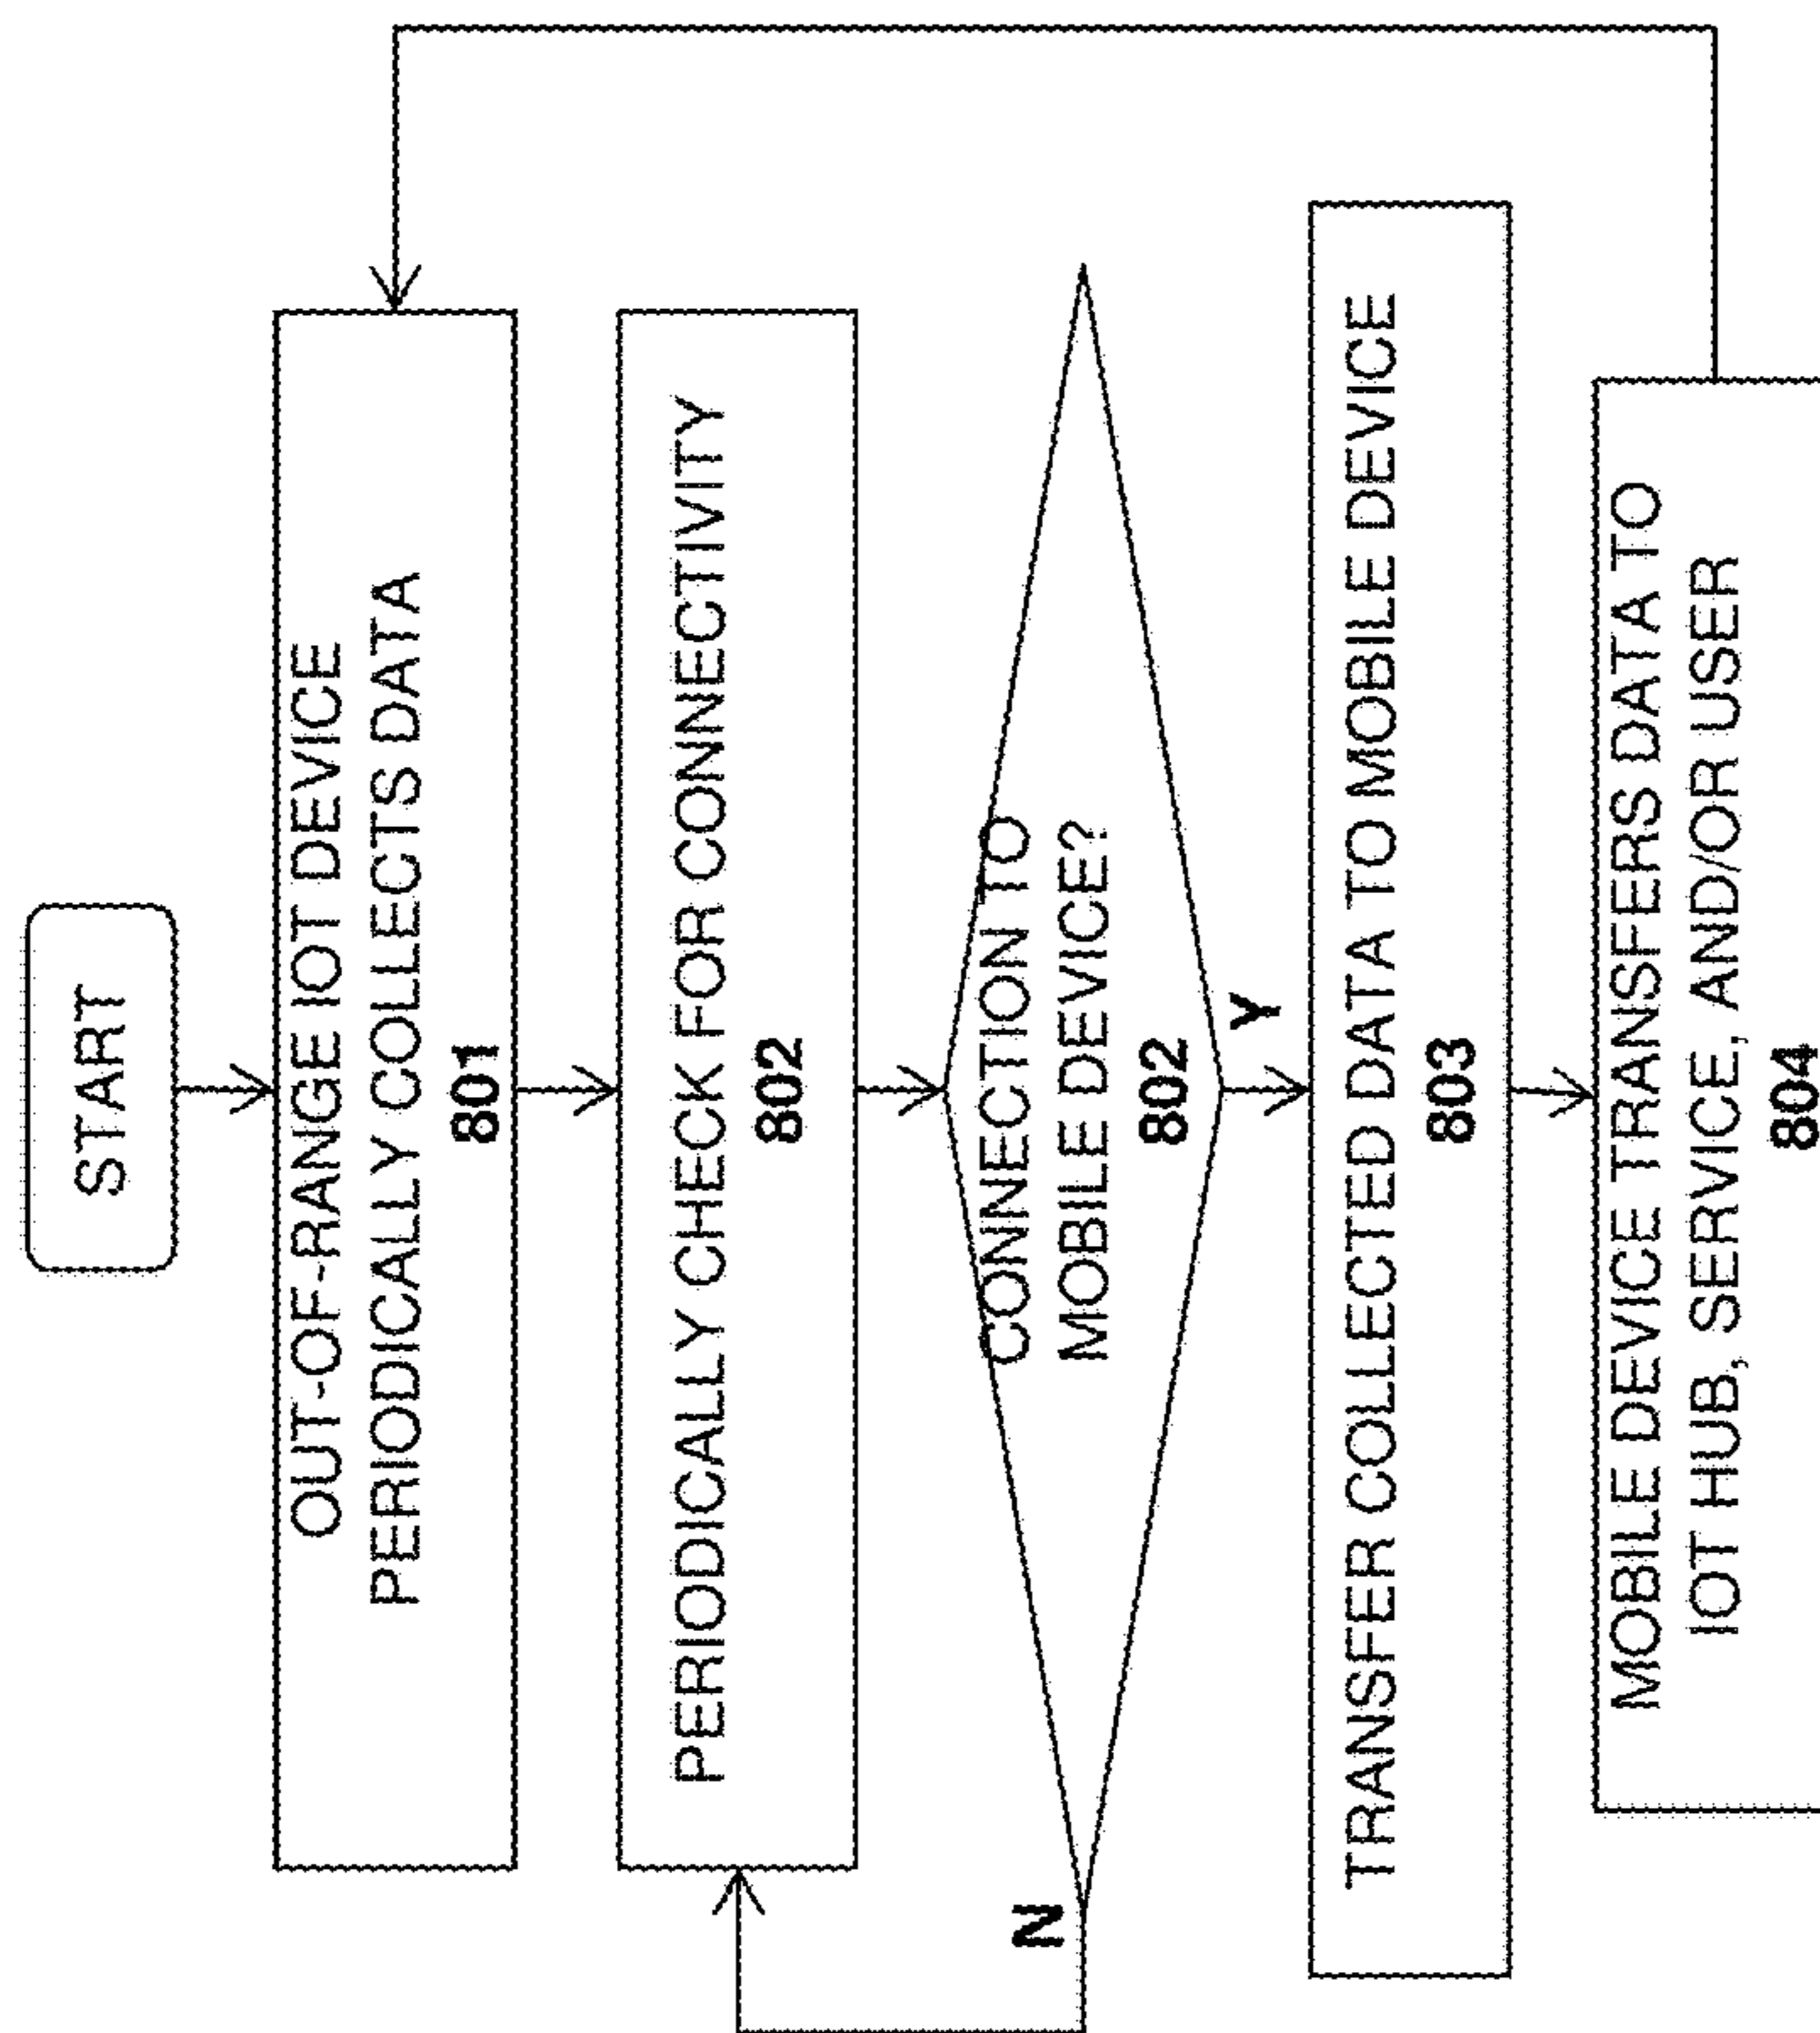 START
OUT-OF-RANGE IOT DEVICE
PERIODICALLY COLLECTS DATA
801
PERIODICALLY CHECK FOR CONNECTIVITY
802
CONNECTION TO
MOBILE DEVICE?
802
N
Y
TRANSFER COLLECTED DATA TO MOBILE DEVICE
803
MOBILE DEVICE TRANSFERS DATA TO
IOT HUB, SERVICE, AND/OR USER
804